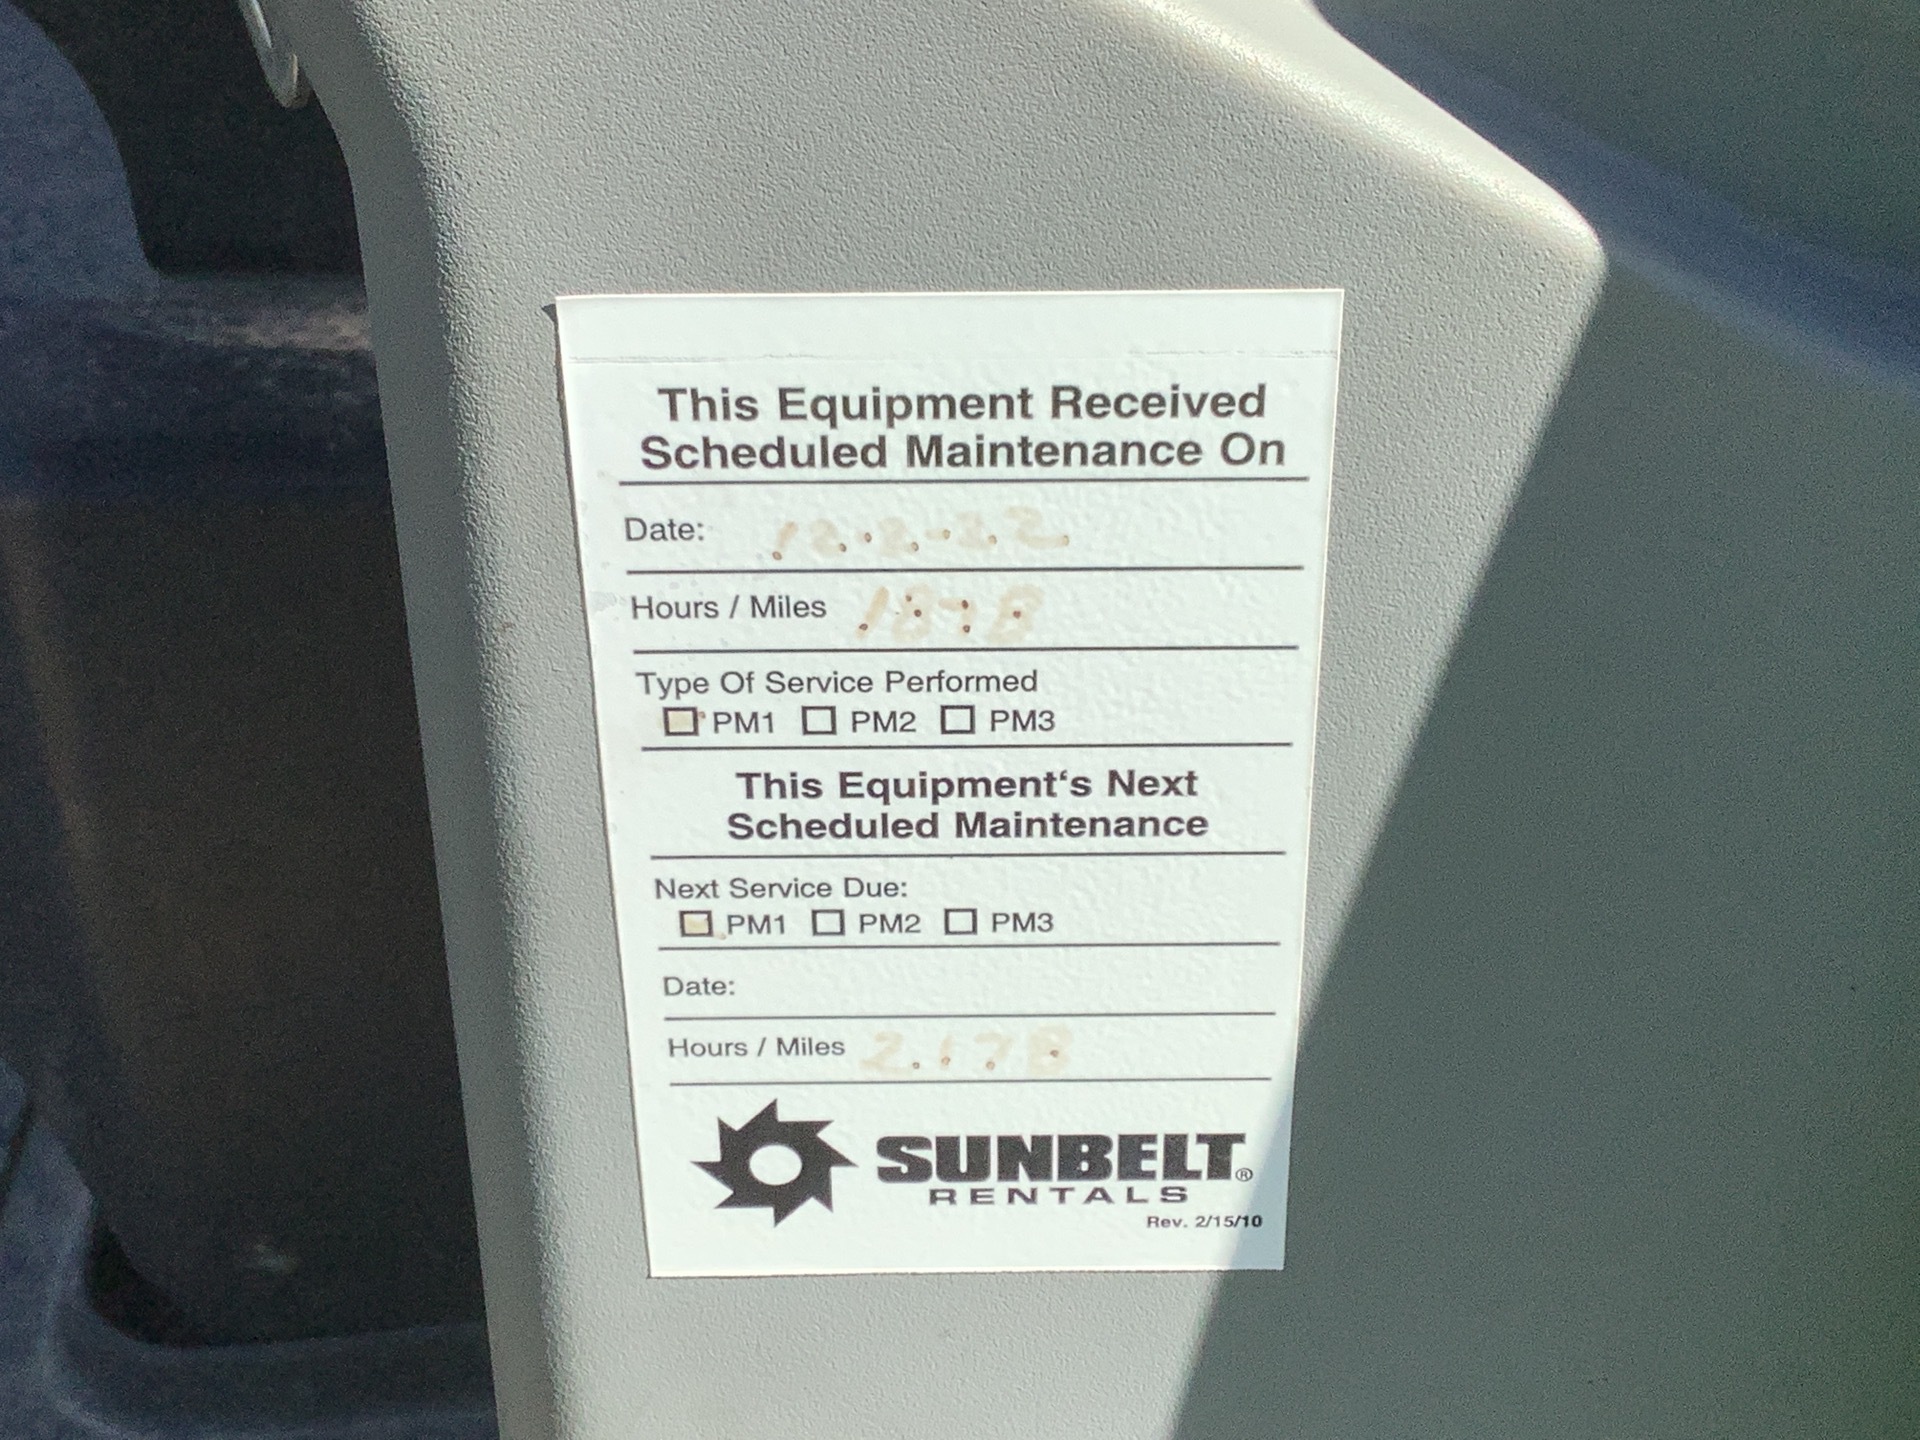 This Equipment Received
Scheduled Maintenance On
Date: 12-2-22
Hours / Miles 1878
Type Of Service Performed
PM1 PM2 PM3
This Equipment‘s Next
Scheduled Maintenance
Next Service Due:
PM1 PM2 PM3
Date:
Hours / Miles 2178
SUNBELT®
RENTALS
Rev. 2/15/10